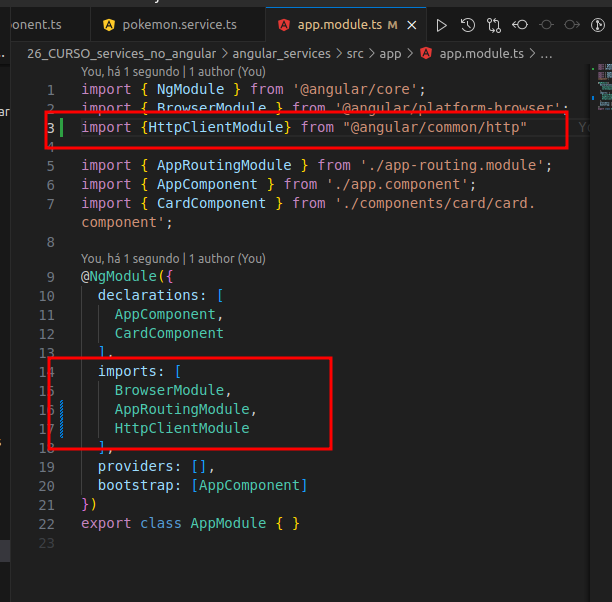 onent.ts pokemon.service.ts app.module.ts M
26_CURSO_services_no_angular > angular_services > src > app > app.module.ts > ...
You, há 1 segundo | 1 author (You)
1 import { NgModule } from '@angular/core';
2 import { BrowserModule } from '@angular/platform-browser';
3 import {HttpClientModule} from "@angular/common/http"
4
5 import { AppRoutingModule } from './app-routing.module';
6 import { AppComponent } from './app.component';
7 import { CardComponent } from './components/card/card.
component';
8
You, há 1 segundo | 1 author (You)
9 @NgModule({
10 declarations: [
11 AppComponent,
12 CardComponent
13 ],
14 imports: [
15 BrowserModule,
16 AppRoutingModule,
17 HttpClientModule
18 ],
19 providers: [],
20 bootstrap: [AppComponent]
21 })
22 export class AppModule { }
23